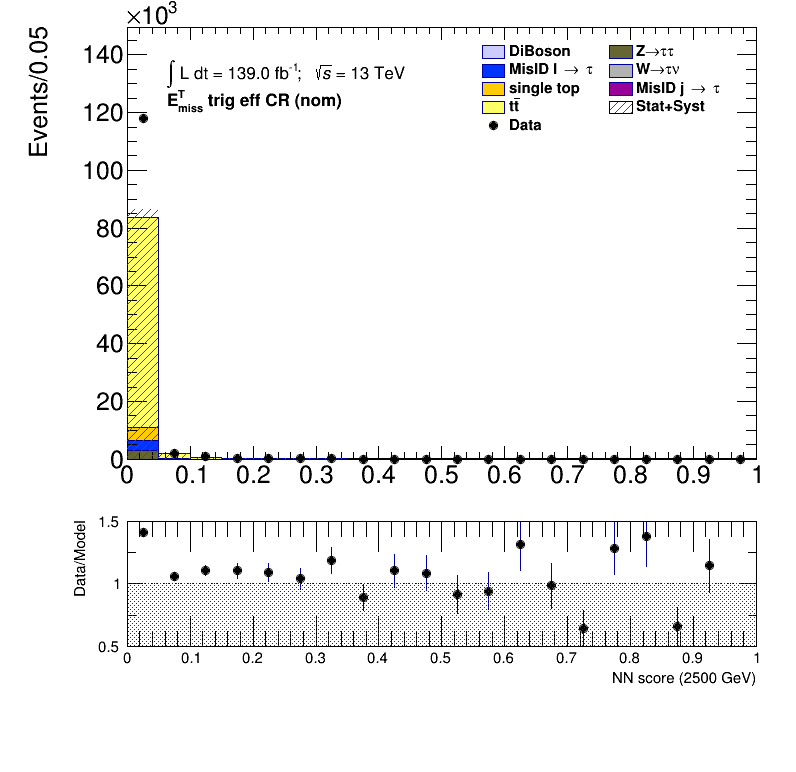 ×10³
Events/0.05
140
120
100
80
60
40
20
0
∫ L dt = 139.0 fb⁻¹; √s = 13 TeV
E^T_miss trig eff CR (nom)
DiBoson
MisID l → τ
single top
tt̄
Data
Z→ττ
W→τν
MisID j → τ
Stat+Syst
0 0.1 0.2 0.3 0.4 0.5 0.6 0.7 0.8 0.9 1
Data/Model
1.5
1
0.5
0 0.1 0.2 0.3 0.4 0.5 0.6 0.7 0.8 0.9 1
NN score (2500 GeV)